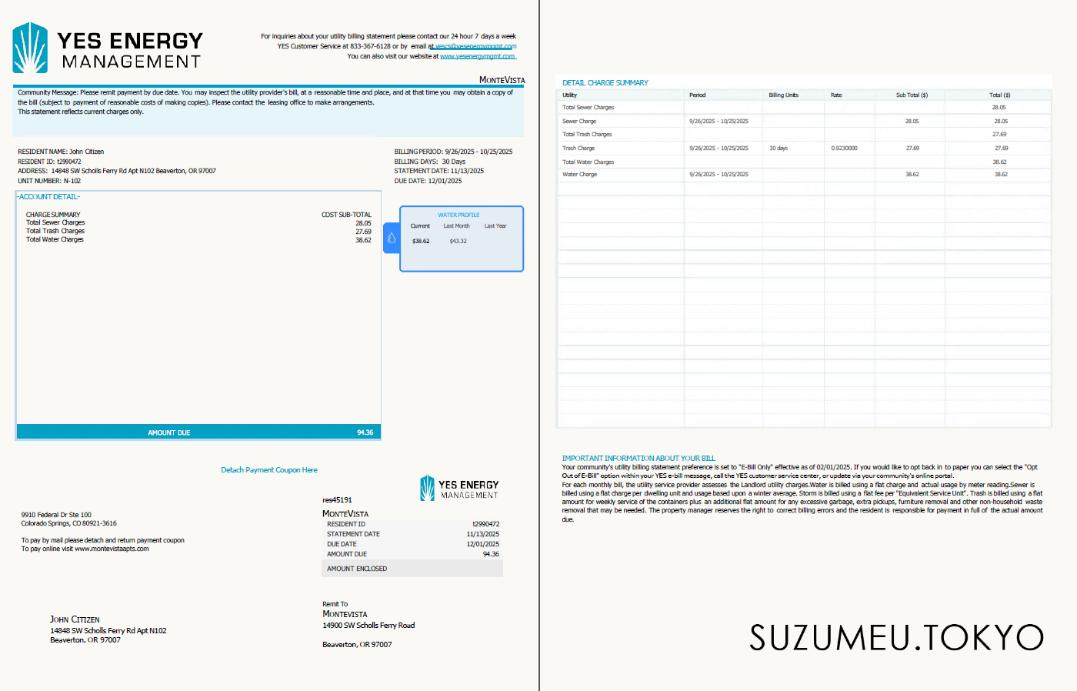 YES ENERGY
MANAGEMENT
For inquiries about your utility billing statement please contact our 24 hour 7 days a week
YES Customer Service at 833-367-6128 or by email at
You can also visit our website at www.yesenergymgmt.com.
MONTEVISTA
Community Message: Please remit payment by due date. You may inspect the utility provider's bill, at a reasonable time and place, and at that time you may obtain a copy of
the bill (subject to payment of reasonable costs of making copies). Please contact the leasing office to make arrangements.
This statement reflects current charges only.
RESIDENT NAME: John Citizen
RESIDENT ID: t2990472
ADDRESS: 14848 SW Scholls Ferry Rd Apt N102 Beaverton, OR 97007
UNIT NUMBER: N-102
BILLING PERIOD: 9/26/2025 - 10/25/2025
BILLING DAYS: 30 Days
STATEMENT DATE: 11/13/2025
DUE DATE: 12/01/2025
-ACCOUNT DETAIL-
CHARGE SUMMARY COST SUB-TOTAL
Total Sewer Charges 28.05
Total Trash Charges 27.69
Total Water Charges 38.62
WATER PROFILE
Current Last Month Last Year
$38.62 $43.32
AMOUNT DUE 94.36
Detach Payment Coupon Here
YES ENERGY
MANAGEMENT
res45191
9910 Federal Dr Ste 100
Colorado Springs, CO 80921-3616
To pay by mail please detach and return payment coupon
To pay online visit www.montevistaapts.com
MONTEVISTA
RESIDENT ID t2990472
STATEMENT DATE 11/13/2025
DUE DATE 12/01/2025
AMOUNT DUE 94.36
AMOUNT ENCLOSED
Remit To
MONTEVISTA
14900 SW Scholls Ferry Road
Beaverton, OR 97007
JOHN CITIZEN
14848 SW Scholls Ferry Rd Apt N102
Beaverton, OR 97007
DETAIL CHARGE SUMMARY
Utility Period Billing Units Rate Sub Total ($) Total ($)
Total Sewer Charges 28.05
Sewer Charge 9/26/2025 - 10/25/2025 28.05 28.05
Total Trash Charges 27.69
Trash Charge 9/26/2025 - 10/25/2025 30 days 0.9230000 27.69 27.69
Total Water Charges 38.62
Water Charge 9/26/2025 - 10/25/2025 38.62 38.62
IMPORTANT INFORMATION ABOUT YOUR BILL
Your community's utility billing statement preference is set to "E-Bill Only" effective as of 02/01/2025. If you would like to opt back in to paper you can select the "Opt
Out of E-Bill" option within your YES e-bill message, call the YES customer service center, or update via your community's online portal.
For each monthly bill, the utility service provider assesses the Landlord utility charges.Water is billed using a flat charge and actual usage by meter reading.Sewer is
billed using a flat charge per dwelling unit and usage based upon a winter average. Storm is billed using a flat fee per "Equivalent Service Unit". Trash is billed using a flat
amount for weekly service of the containers plus an additional flat amount for any excessive garbage, extra pickups, furniture removal and other non-household waste
removal that may be needed. The property manager reserves the right to correct billing errors and the resident is responsible for payment in full of the actual amount
due.
SUZUMEU.TOKYO